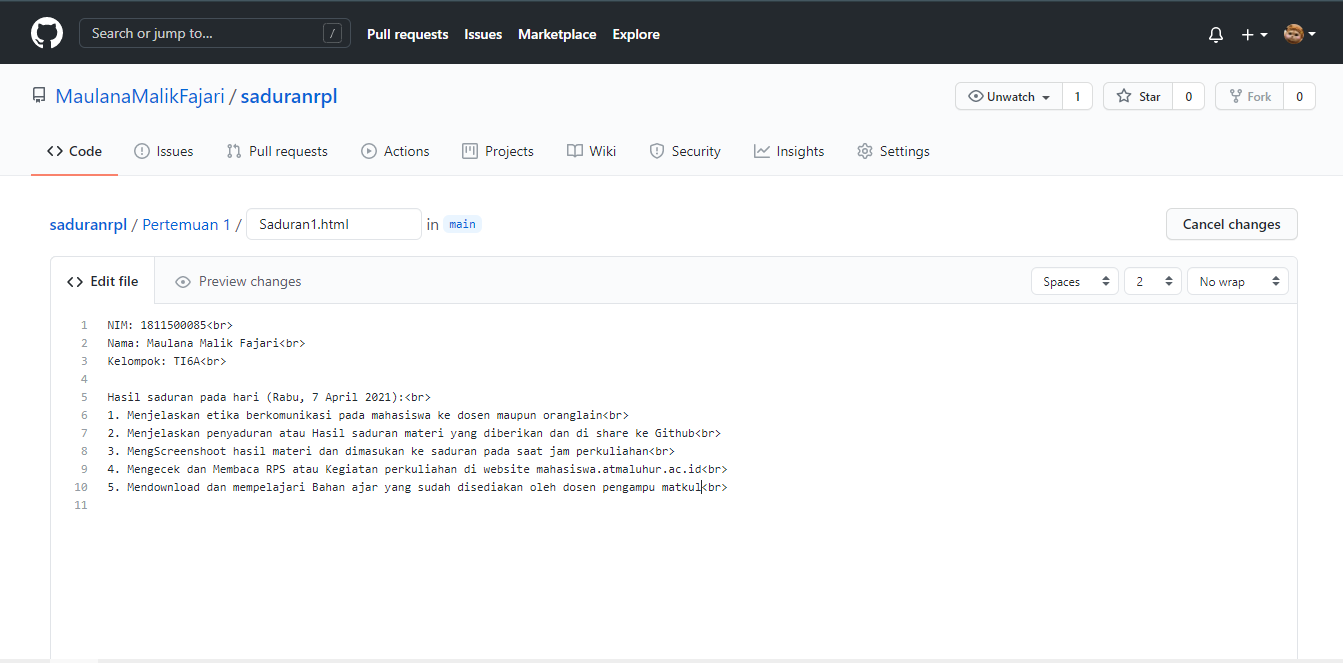 Search or jump to... /
Pull requests Issues Marketplace Explore
MaulanaMalikFajari / saduranrpl
Unwatch 1 Star 0 Fork 0
Code Issues Pull requests Actions Projects Wiki Security Insights Settings
saduranrpl / Pertemuan 1 / Saduran1.html in main
Cancel changes
Edit file Preview changes
Spaces 2 No wrap
1 NIM: 1811500085<br>
2 Nama: Maulana Malik Fajari<br>
3 Kelompok: TI6A<br>
4
5 Hasil saduran pada hari (Rabu, 7 April 2021):<br>
6 1. Menjelaskan etika berkomunikasi pada mahasiswa ke dosen maupun oranglain<br>
7 2. Menjelaskan penyaduran atau Hasil saduran materi yang diberikan dan di share ke Github<br>
8 3. MengScreenshoot hasil materi dan dimasukan ke saduran pada saat jam perkuliahan<br>
9 4. Mengecek dan Membaca RPS atau Kegiatan perkuliahan di website mahasiswa.atmaluhur.ac.id<br>
10 5. Mendownload dan mempelajari Bahan ajar yang sudah disediakan oleh dosen pengampu matkul<br>
11